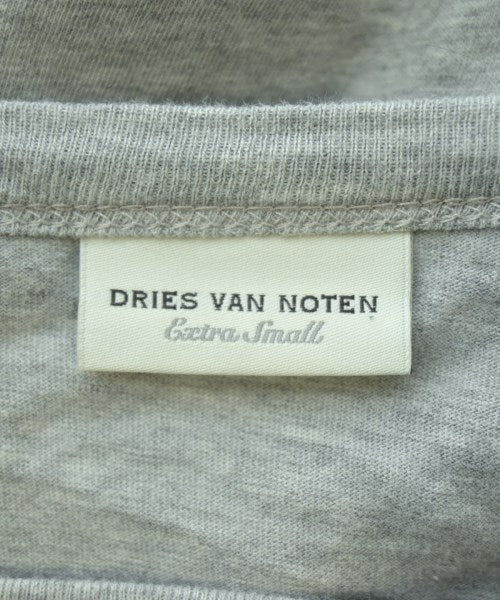 DRIES VAN NOTEN
Extra Small